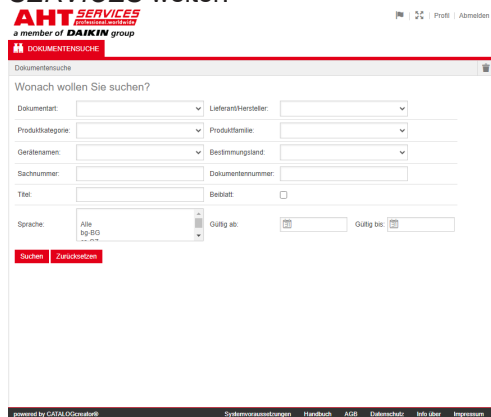 SERVICES weiter.
AHT SERVICES
professional.worldwide
a member of DAIKIN group
Profil | Abmelden
DOKUMENTENSUCHE
Dokumentensuche
Wonach wollen Sie suchen?
Dokumentart: Lieferant/Hersteller:
Produktkategorie: Produktfamilie:
Gerätenamen: Bestimmungsland:
Sachnummer: Dokumentennummer:
Titel: Beiblatt:
Sprache: Alle Gültig ab: Gültig bis:
bg-BG
Suchen Zurücksetzen
powered by CATALOGcreator® Systemvoraussetzungen Handbuch AGB Datenschutz Info über Impressum